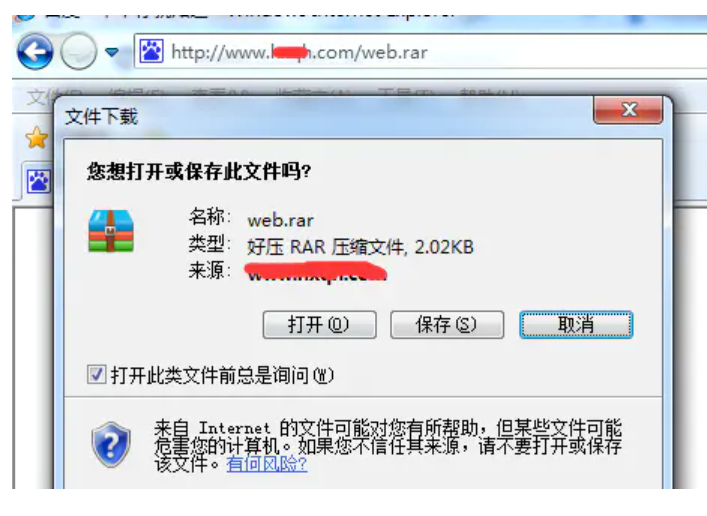 http://www.h h.com/web.rar
文件下载
您想打开或保存此文件吗?
名称: web.rar
类型: 好压 RAR 压缩文件, 2.02KB
来源:
打开(O) 保存(S) 取消
打开此类文件前总是询问(W)
来自 Internet 的文件可能对您有所帮助，但某些文件可能
危害您的计算机。如果您不信任其来源，请不要打开或保存
该文件。有何风险?